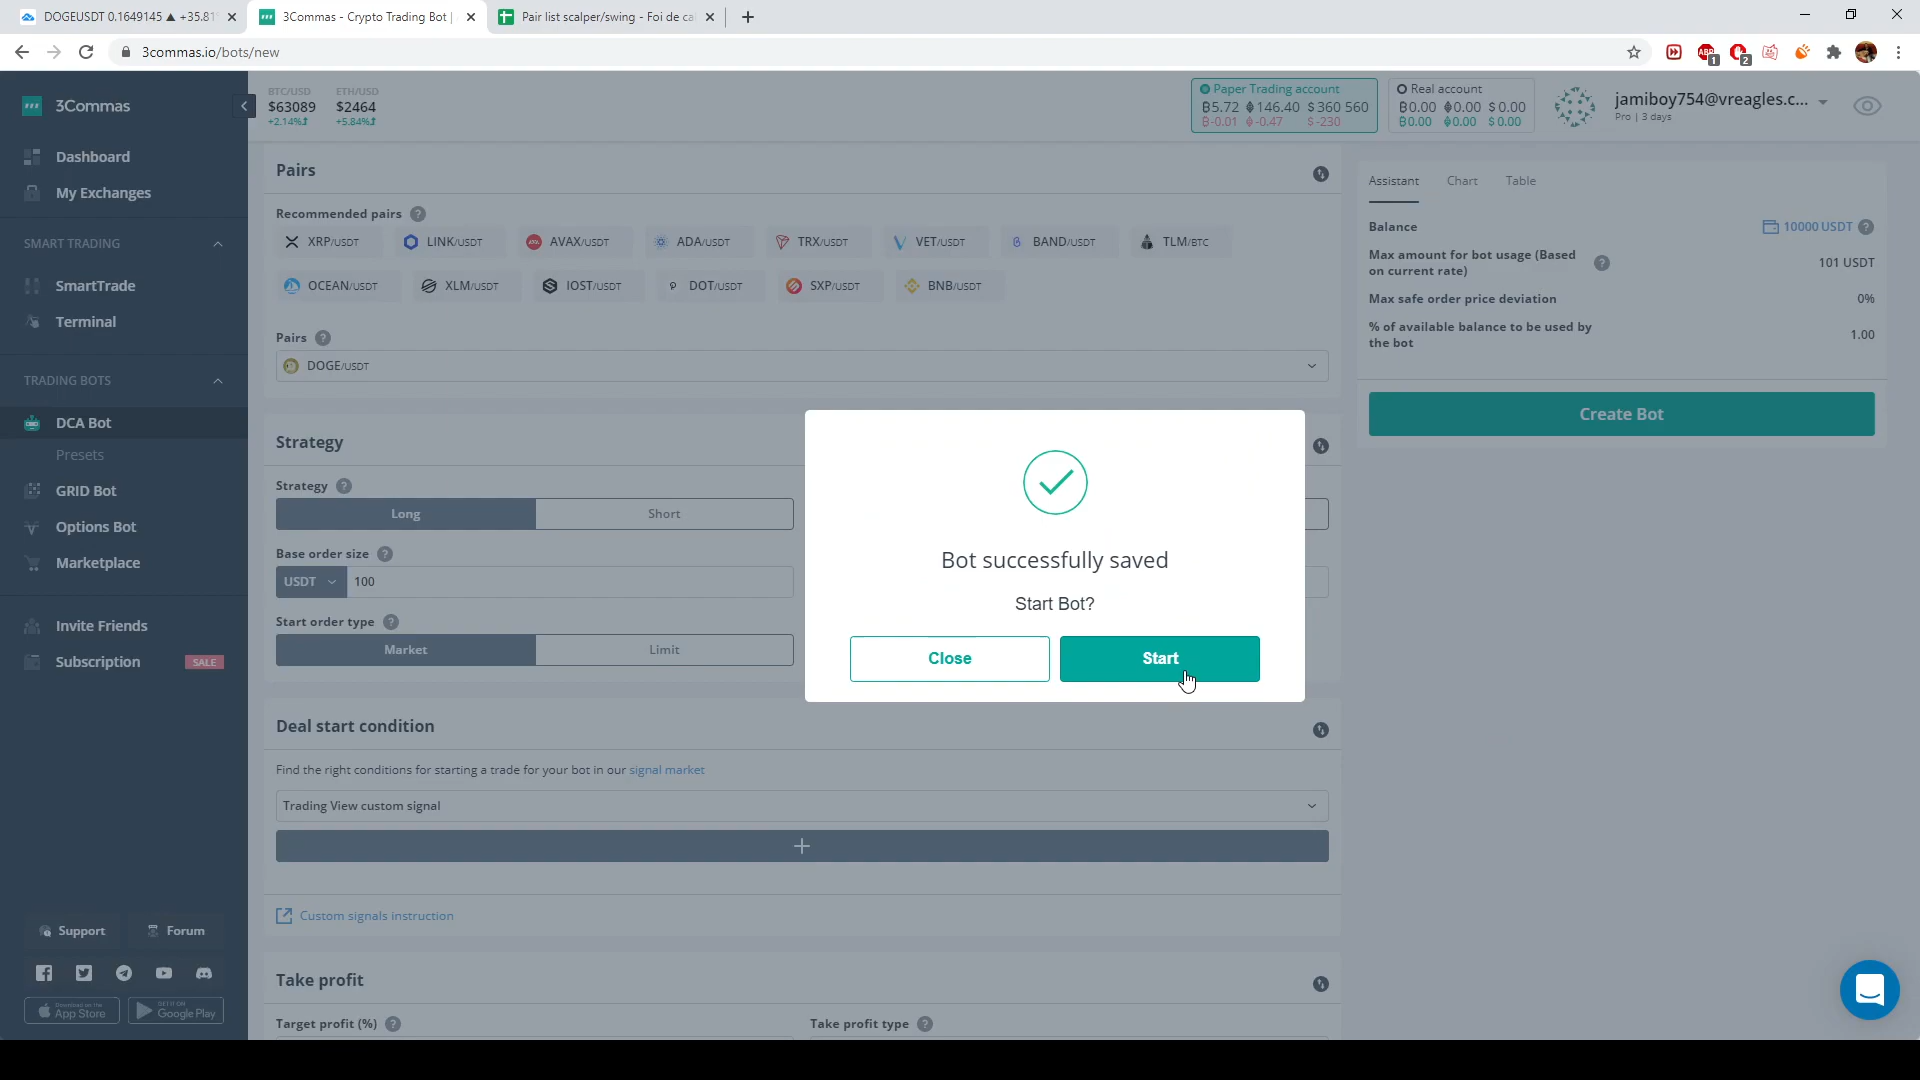 DOGEUSDT 0.1649145 ▲ +35.81
3Commas - Crypto Trading Bot |
Pair list scalper/swing - Foi de ca
3commas.io/bots/new
1
2
3Commas
BTC/USD
$63089
+2.14%
ETH/USD
$2464
+5.84%
Paper Trading account
₿5.72 146.40 $360 560
₿-0.01 -0.47 $-230
Real account
₿0.00 0.00 $0.00
₿0.00 0.00 $0.00
jamiboy754@vreagles.c...
Pro | 3 days
Dashboard
My Exchanges
SMART TRADING
SmartTrade
Terminal
TRADING BOTS
DCA Bot
Presets
GRID Bot
Options Bot
Marketplace
Invite Friends
Subscription SALE
Support Forum
Download on the App Store
GET IT ON Google Play
Pairs
Recommended pairs ?
XRP/USDT LINK/USDT AVAX/USDT ADA/USDT TRX/USDT VET/USDT BAND/USDT TLM/BTC
OCEAN/USDT XLM/USDT IOST/USDT DOT/USDT SXP/USDT BNB/USDT
Pairs ?
DOGE/USDT
Strategy
Strategy ?
Long Short
Base order size ?
USDT 100
Start order type ?
Market Limit
Bot successfully saved
Start Bot?
Close Start
Deal start condition
Find the right conditions for starting a trade for your bot in our signal market
Trading View custom signal
+
Custom signals instruction
Take profit
Target profit (%) ? Take profit type ?
Assistant Chart Table
Balance 10000 USDT ?
Max amount for bot usage (Based
on current rate) ? 101 USDT
Max safe order price deviation 0%
% of available balance to be used by
the bot 1.00
Create Bot